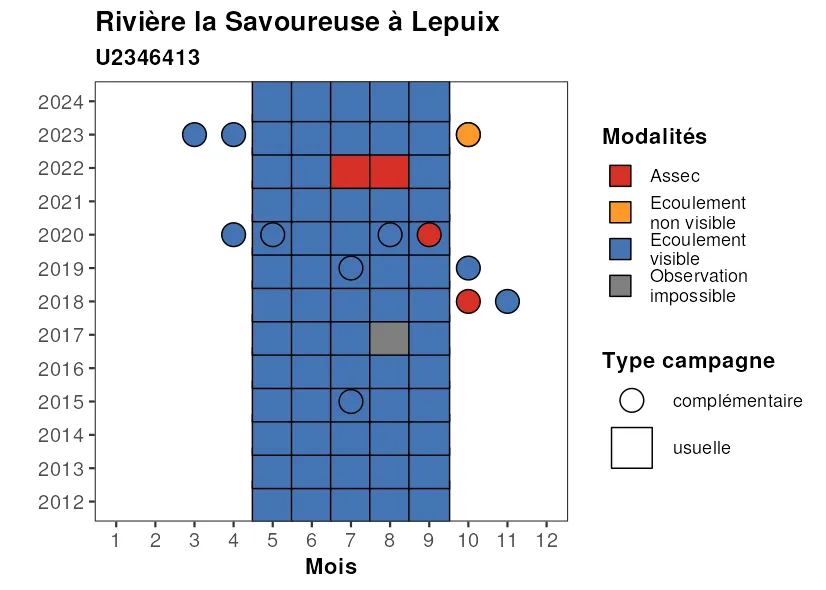 Rivière la Savoureuse à Lepuix
U2346413
2024
2023
2022
2021
2020
2019
2018
2017
2016
2015
2014
2013
2012
1 2 3 4 5 6 7 8 9 10 11 12
Mois
Modalités
Assec
Ecoulement
non visible
Ecoulement
visible
Observation
impossible
Type campagne
complémentaire
usuelle